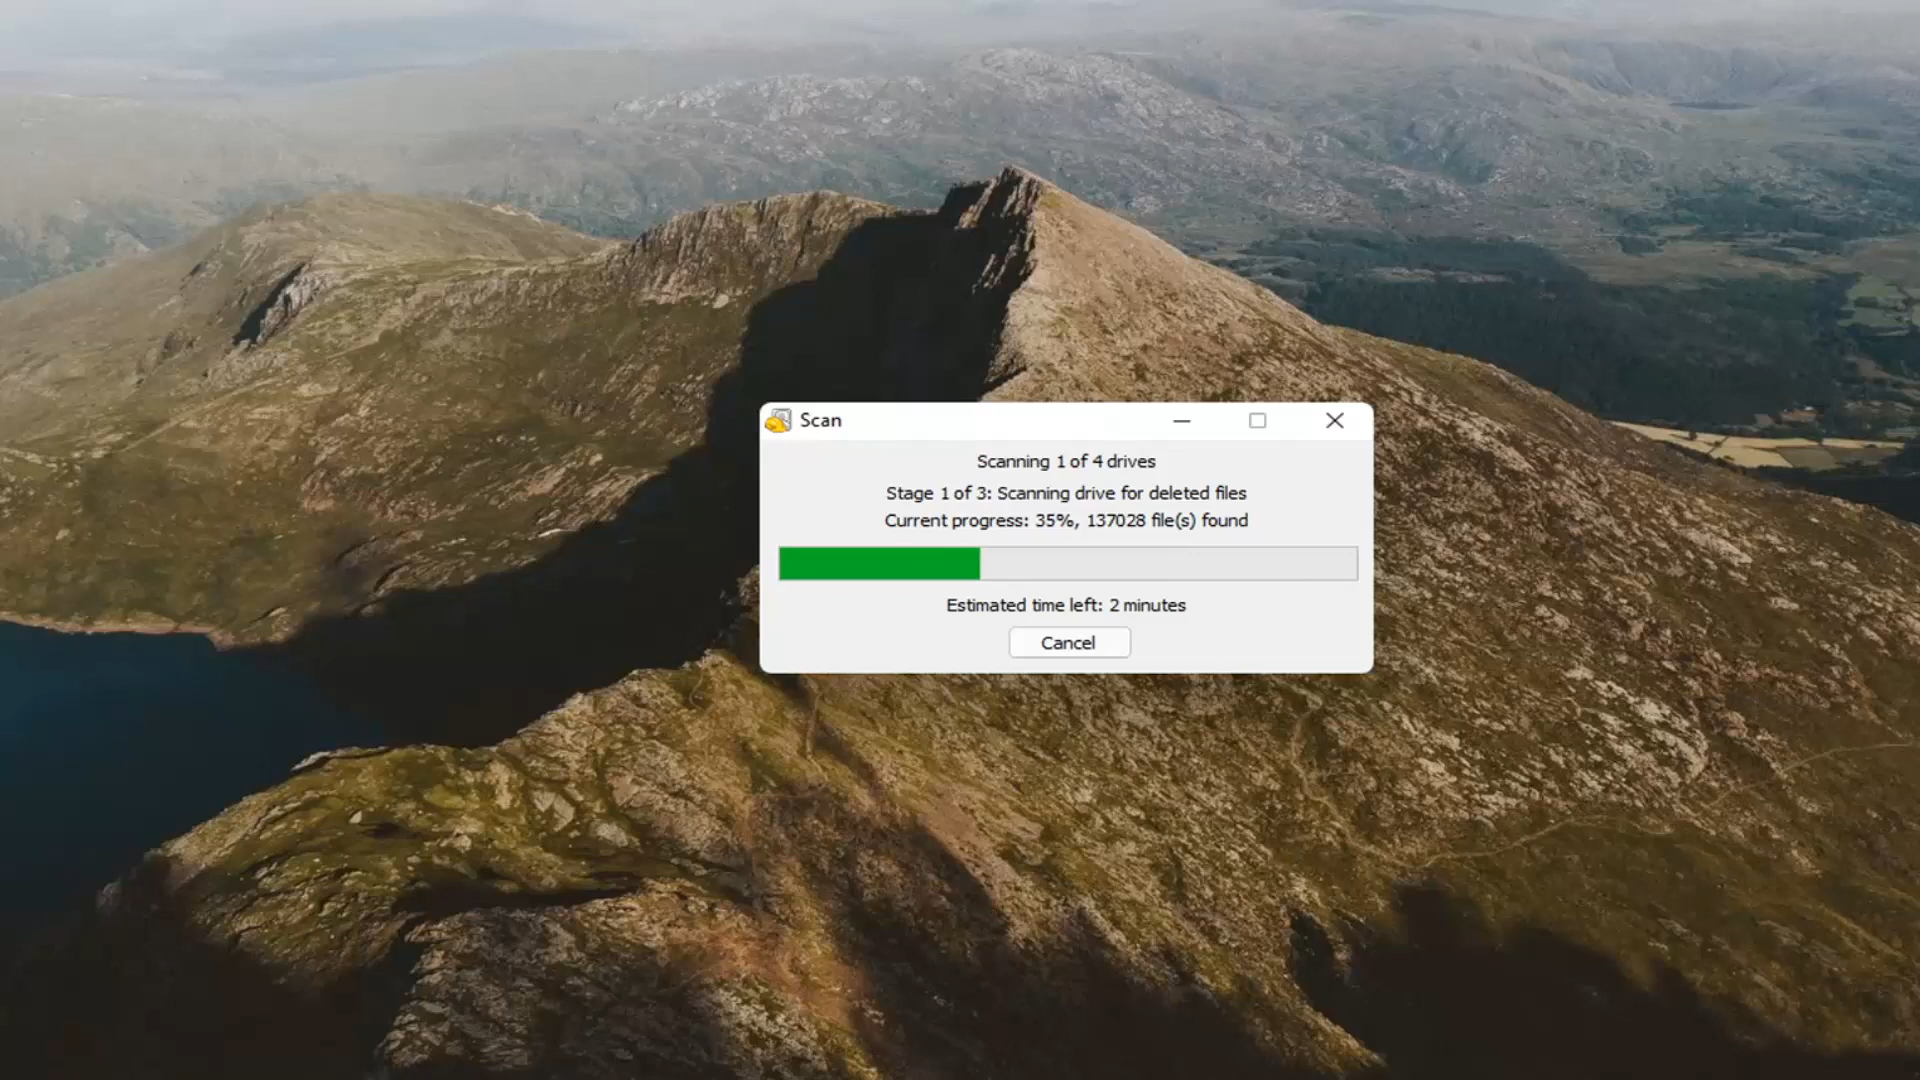 Scan
Scanning 1 of 4 drives
Stage 1 of 3: Scanning drive for deleted files
Current progress: 35%, 137028 file(s) found
Estimated time left: 2 minutes
Cancel